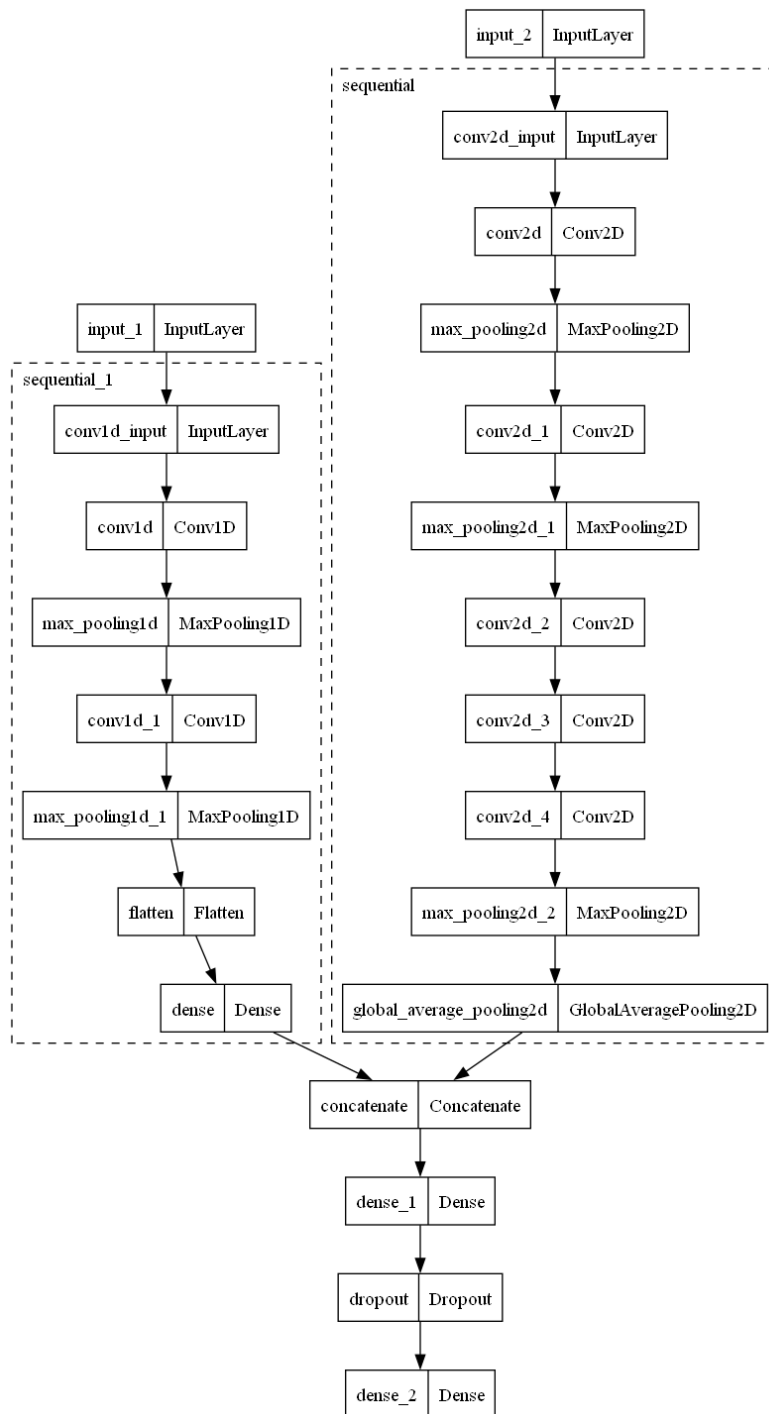 input_2 InputLayer
sequential
conv2d_input InputLayer
conv2d Conv2D
max_pooling2d MaxPooling2D
conv2d_1 Conv2D
max_pooling2d_1 MaxPooling2D
conv2d_2 Conv2D
conv2d_3 Conv2D
conv2d_4 Conv2D
max_pooling2d_2 MaxPooling2D
global_average_pooling2d GlobalAveragePooling2D
input_1 InputLayer
sequential_1
conv1d_input InputLayer
conv1d Conv1D
max_pooling1d MaxPooling1D
conv1d_1 Conv1D
max_pooling1d_1 MaxPooling1D
flatten Flatten
dense Dense
concatenate Concatenate
dense_1 Dense
dropout Dropout
dense_2 Dense